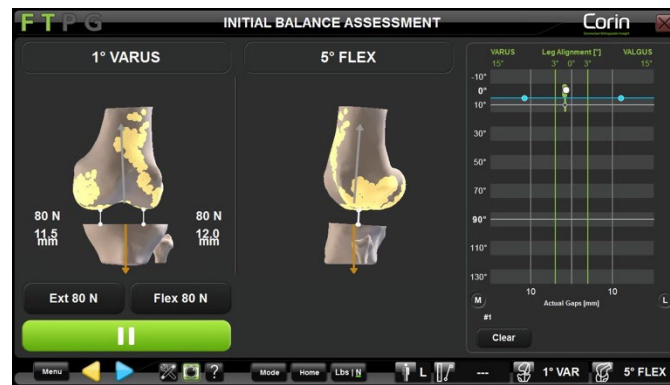 F T P G
INITIAL BALANCE ASSESSMENT
Corin
1° VARUS
5° FLEX
80 N
11.5
mm
80 N
12.0
mm
Ext 80 N
Flex 80 N
VARUS
Leg Alignment [°]
VALGUS
15°
3°
0°
3°
15°
-10°
0°
10°
30°
50°
70°
90°
110°
130°
10
10
M
Actual Gaps [mm]
L
#1
Clear
Menu
?
Mode
Home
Lbs | N
L
---
1° VAR
5° FLEX